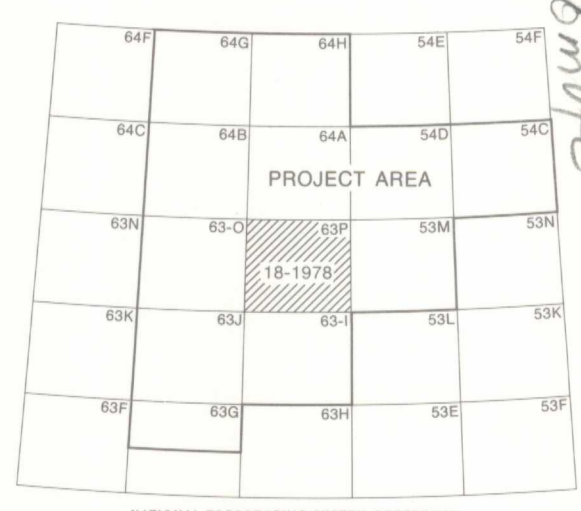 64F 64G 64H 54E 54F
64C 64B 64A 54D 54C
PROJECT AREA
63N 63-O 63P 53M 53N
18-1978
63K 63J 63-I 53L 53K
63F 63G 63H 53E 53F